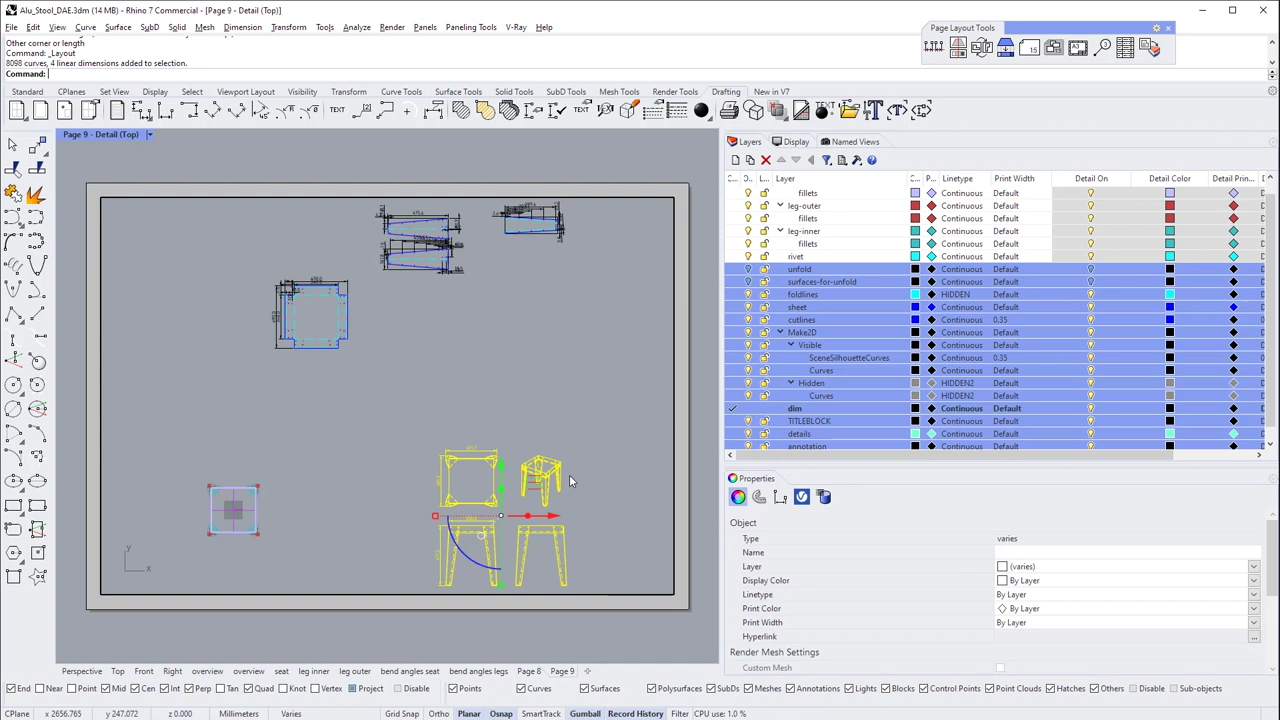 Alu_Stool_DAE.3dm (14 MB) - Rhino 7 Commercial - [Page 9 - Detail (Top)]
File Edit View Curve Surface SubD Solid Mesh Dimension Transform Tools Analyze Render Panels Paneling Tools V-Ray Help
Page Layout Tools
Other corner or length
Command: _Layout
8098 curves, 4 linear dimensions added to selection.
Command:
Standard CPlanes Set View Display Select Viewport Layout Visibility Transform Curve Tools Surface Tools Solid Tools SubD Tools Mesh Tools Render Tools Drafting New in V7
Page 9 - Detail (Top)
Layers Display Named Views
Layer Linetype Print Width Detail On Detail Color Detail Prin...
fillets Continuous Default
leg-outer Continuous Default
fillets Continuous Default
leg-inner Continuous Default
fillets Continuous Default
rivet Continuous Default
unfold Continuous Default
surfaces-for-unfold Continuous Default
foldlines HIDDEN Default
sheet Continuous Default
cutlines Continuous 0.35
Make2D Continuous Default
Visible Continuous Default
SceneSilhouetteCurves Continuous 0.35
Curves Continuous Default
Hidden HIDDEN2 Default
Curves HIDDEN2 Default
dim Continuous Default
TITLEBLOCK Continuous Default
details Continuous Default
annotation Continuous Default
Properties
Object
Type varies
Name
Layer (varies)
Display Color By Layer
Linetype By Layer
Print Color By Layer
Print Width By Layer
Hyperlink ...
Render Mesh Settings
Custom Mesh
y
x
Perspective Top Front Right overview overview seat leg inner leg outer bend angles seat bend angles legs Page 8 Page 9
End Near Point Mid Cen Int Perp Tan Quad Knot Vertex Project Disable Points Curves Surfaces Polysurfaces SubDs Meshes Annotations Lights Blocks Control Points Point Clouds Hatches Others Disable Sub-objects
CPlane x 2656.765 y 247.072 z 0.000 Millimeters Varies Grid Snap Ortho Planar Osnap SmartTrack Gumball Record History Filter CPU use: 1.0 %